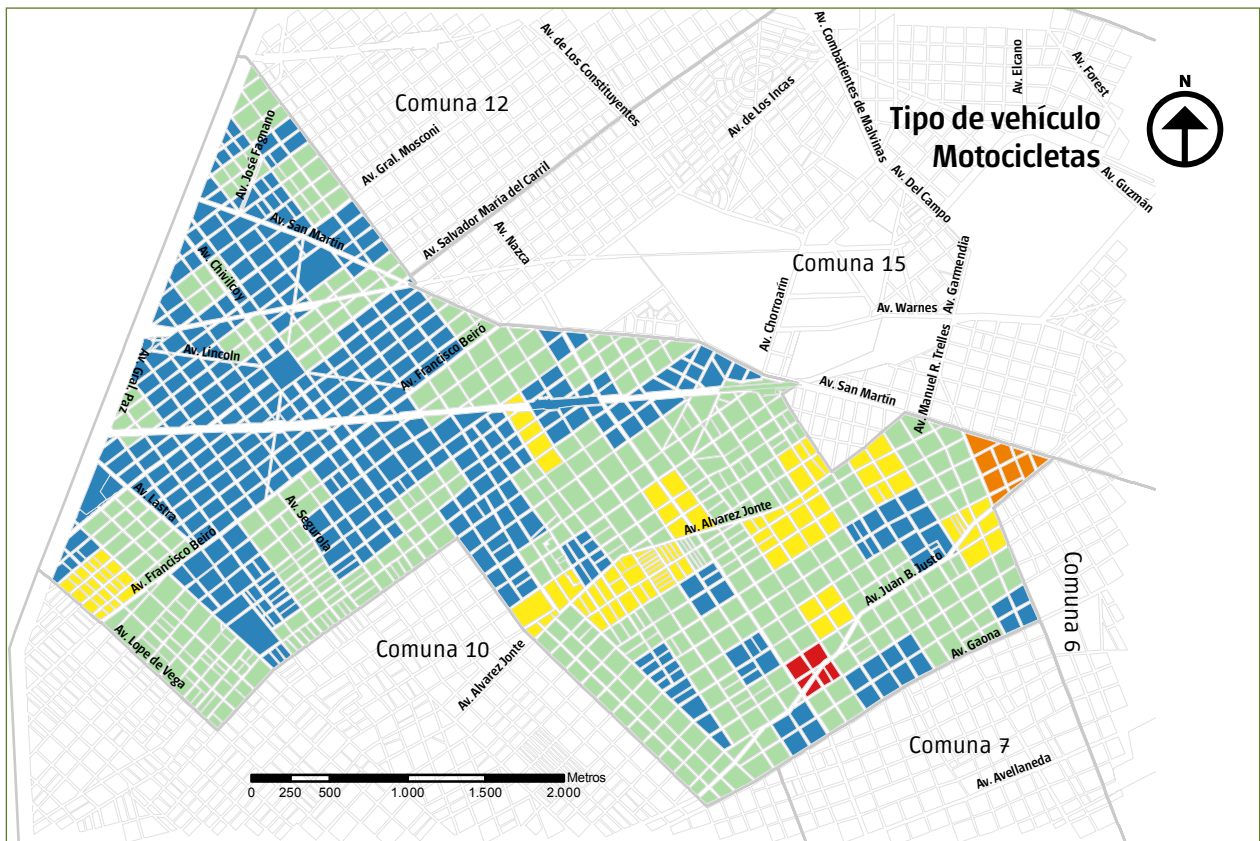 Tipo de vehículo
Motocicletas
N
Comuna 12
Av. de Los Constituyentes
Av. Combatientes de Malvinas
Av. Elcano
Av. Forest
Av. de Los Incas
Av. José Fagnano
Av. Gral. Mosconi
Av. Salvador María del Carril
Av. Nazca
Av. Del Campo
Av. Guzmán
Av. San Martín
Av. Chivilcoy
Comuna 15
Av. Garmendia
Av. Chorroarín
Av. Warnes
Av. Lincoln
Av. Francisco Beiró
Av. Gral. Paz
Av. Manuel R. Trelles
Av. San Martín
Av. Lastra
Av. Segurola
Av. Francisco Beiró
Av. Alvarez Jonte
Av. Juan B. Justo
Comuna 6
Av. Lope de Vega
Comuna 10
Av. Alvarez Jonte
Av. Gaona
Comuna 7
Av. Avellaneda
Metros
0 250 500 1.000 1.500 2.000